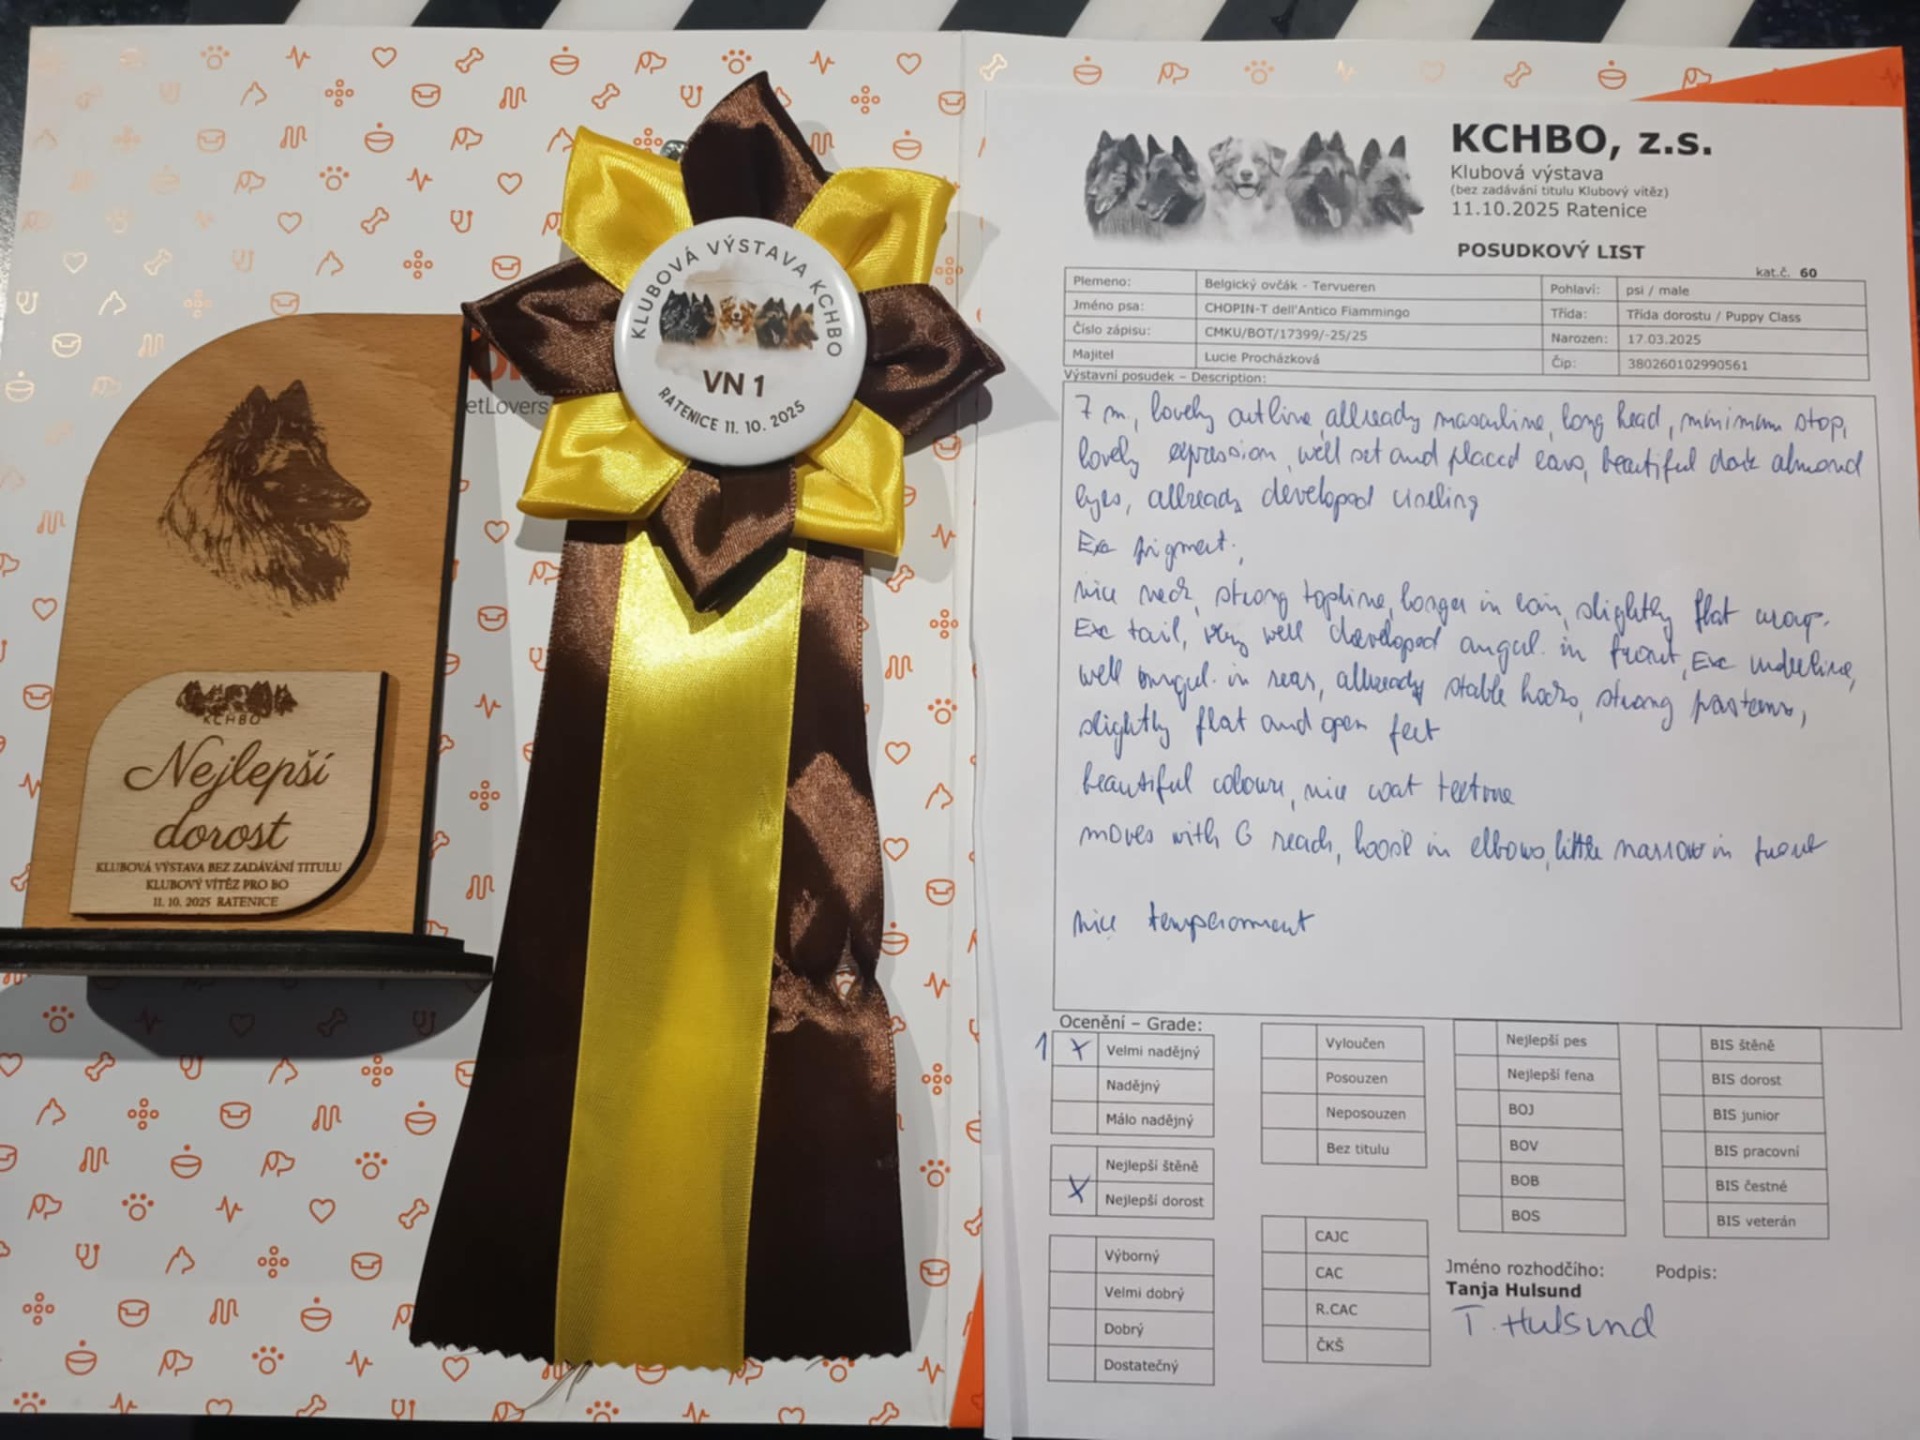 KCHBO
Nejlepší
dorost
KLUBOVÁ VÝSTAVA BEZ ZADÁVÁNÍ TITULU
KLUBOVÝ VÍTĚZ PRO BO
11. 10. 2025 RATENICE
etLovers
KLUBOVÁ VÝSTAVA KCHBO
VN 1
RATENICE 11. 10. 2025
KCHBO, z.s.
Klubová výstava
(bez zadávání titulu Klubový vítěz)
11.10.2025 Ratenice
POSUDKOVÝ LIST
kat.č. 60
Plemeno: Belgický ovčák - Tervueren Pohlaví: psi / male
Jméno psa: CHOPIN-T dell'Antico Fiammingo Třída: Třída dorostu / Puppy Class
Číslo zápisu: CMKU/BOT/17399/-25/25 Narozen: 17.03.2025
Majitel Lucie Procházková Čip: 380260102990561
Výstavní posudek – Description:
7 m, lovely outline, allready masculine, long head, minimum stop,
lovely expression, well set and placed ears, beautiful dark almond
eyes, allready developed
Exc pigment,
nice neck, strong topline, longer in loin, slightly flat croup.
Exc tail, very well developed angul. in front, Exc underline,
well angul. in rear, allready stable hocks, strong pasterns,
slightly flat and open feet
beautiful colour, nice coat
moves with G reach, loose in elbows, little narrow in front
nice temperament
Ocenění – Grade:
1 X Velmi nadějný
Nadějný
Málo nadějný
Nejlepší štěně
X Nejlepší dorost
Výborný
Velmi dobrý
Dobrý
Dostatečný
Vyloučen
Posouzen
Neposouzen
Bez titulu
CAJC
CAC
R.CAC
ČKŠ
Nejlepší pes
Nejlepší fena
BOJ
BOV
BOB
BOS
BIS štěně
BIS dorost
BIS junior
BIS pracovní
BIS čestné
BIS veterán
Jméno rozhodčího: Podpis:
Tanja Hulsund
T. Hulsund